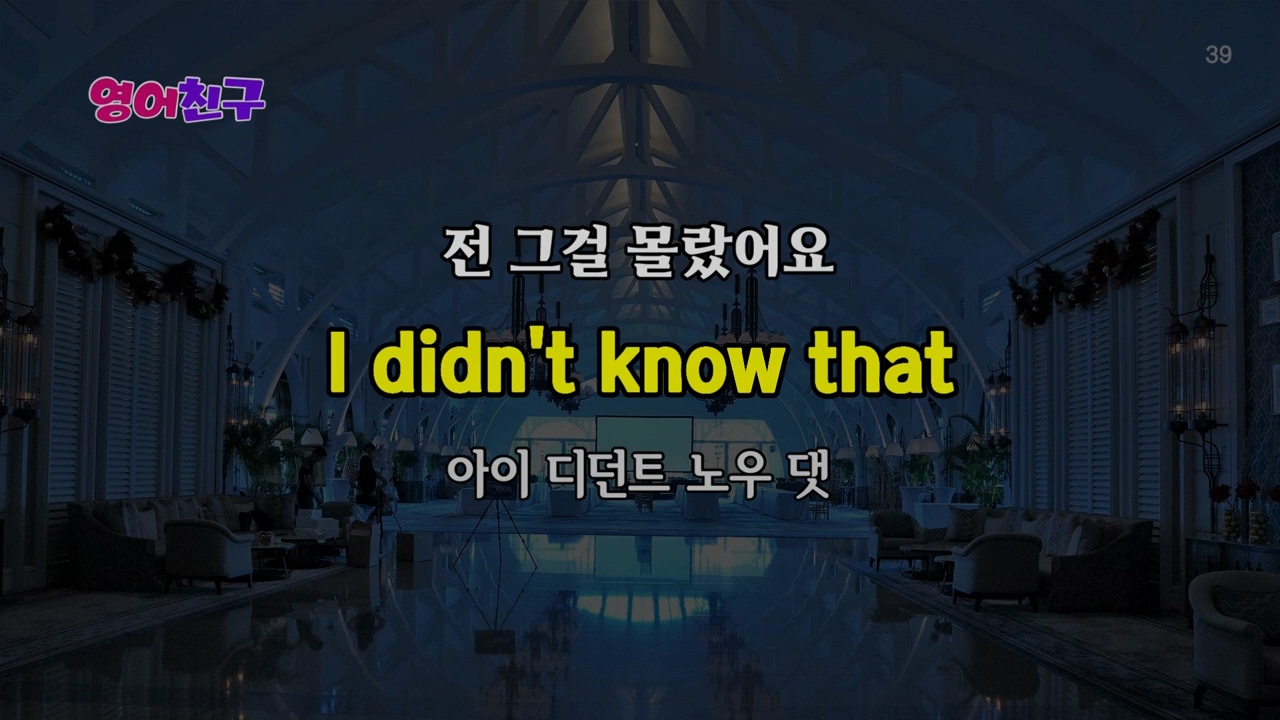 39
영어친구
전 그걸 몰랐어요
I didn't know that
아이 디던트 노우 댓